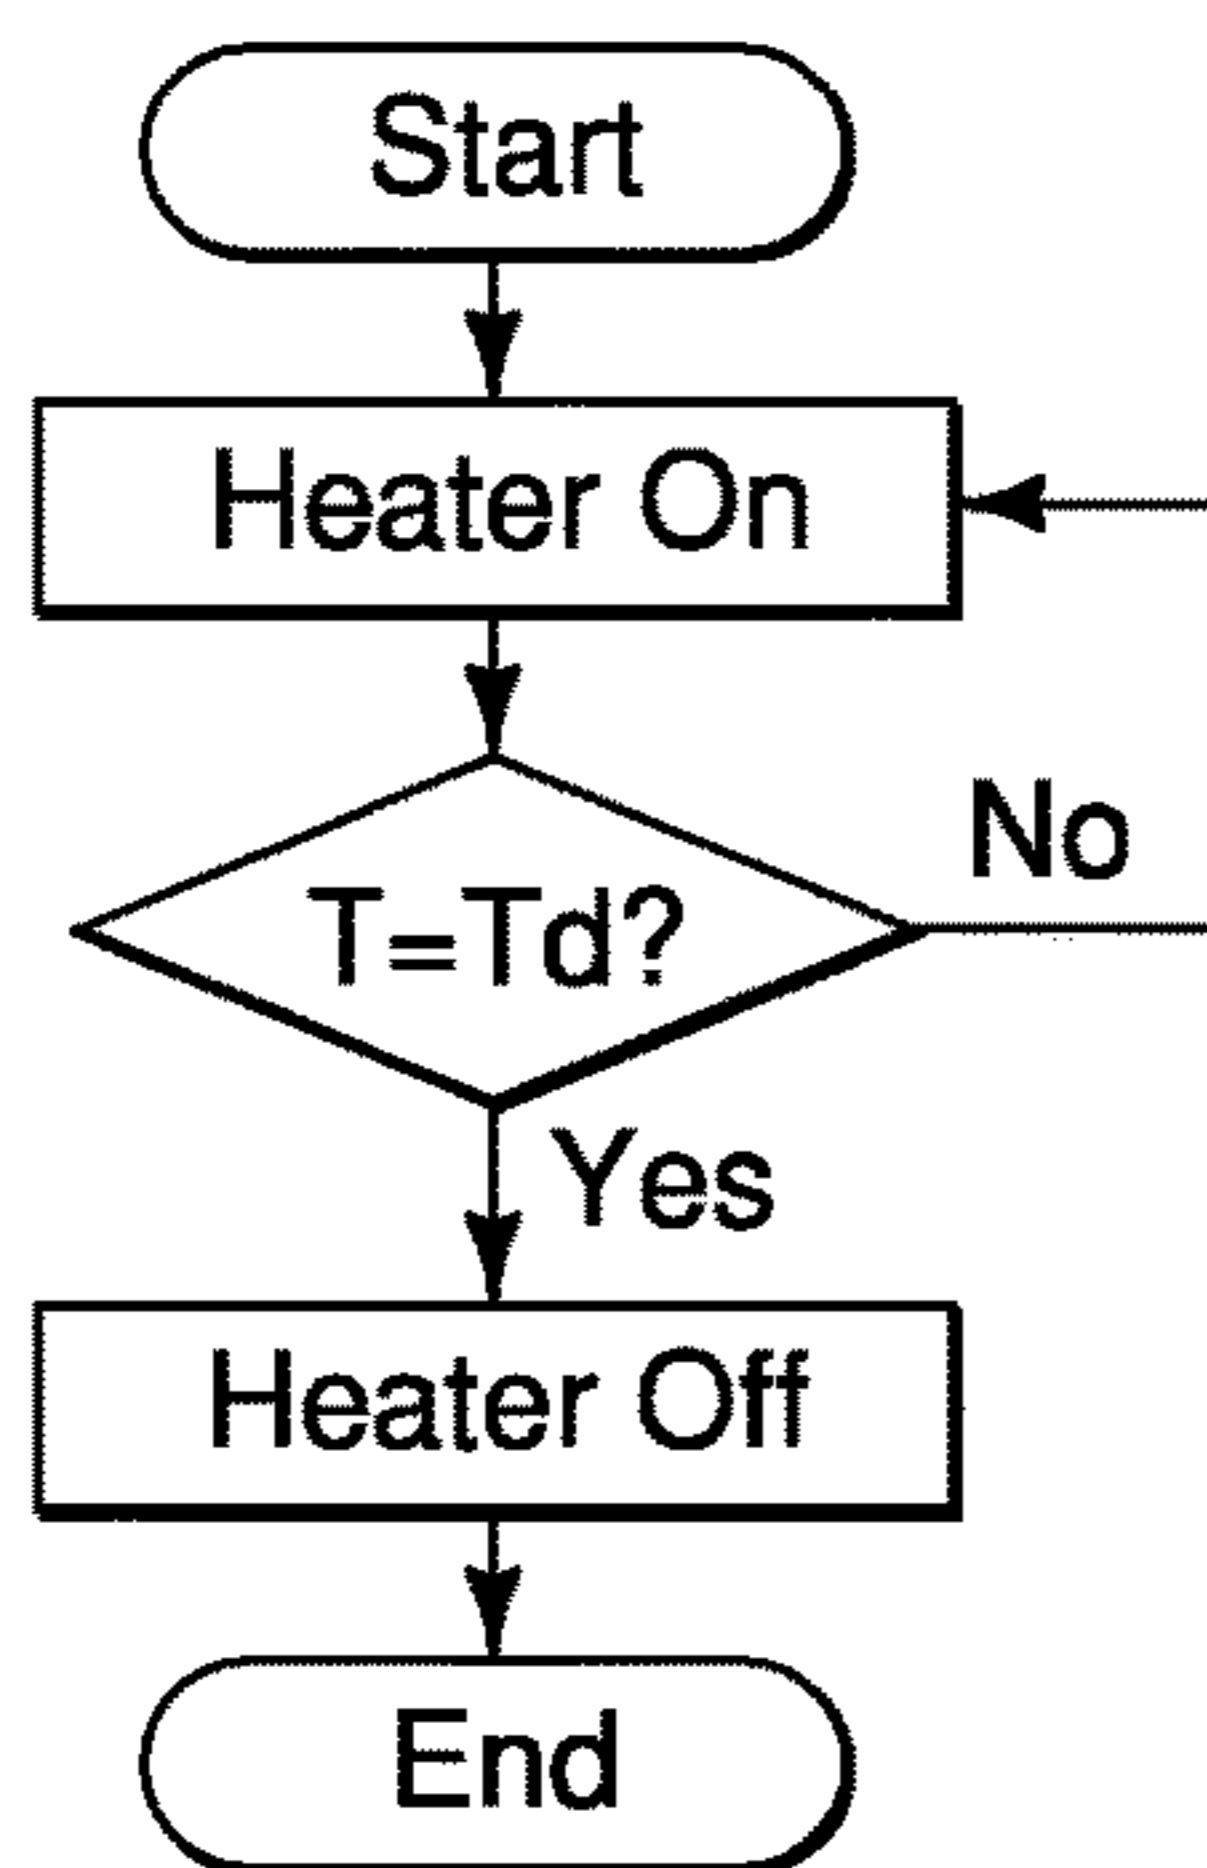 Start
Heater On
No
T=Td?
Yes
Heater Off
End